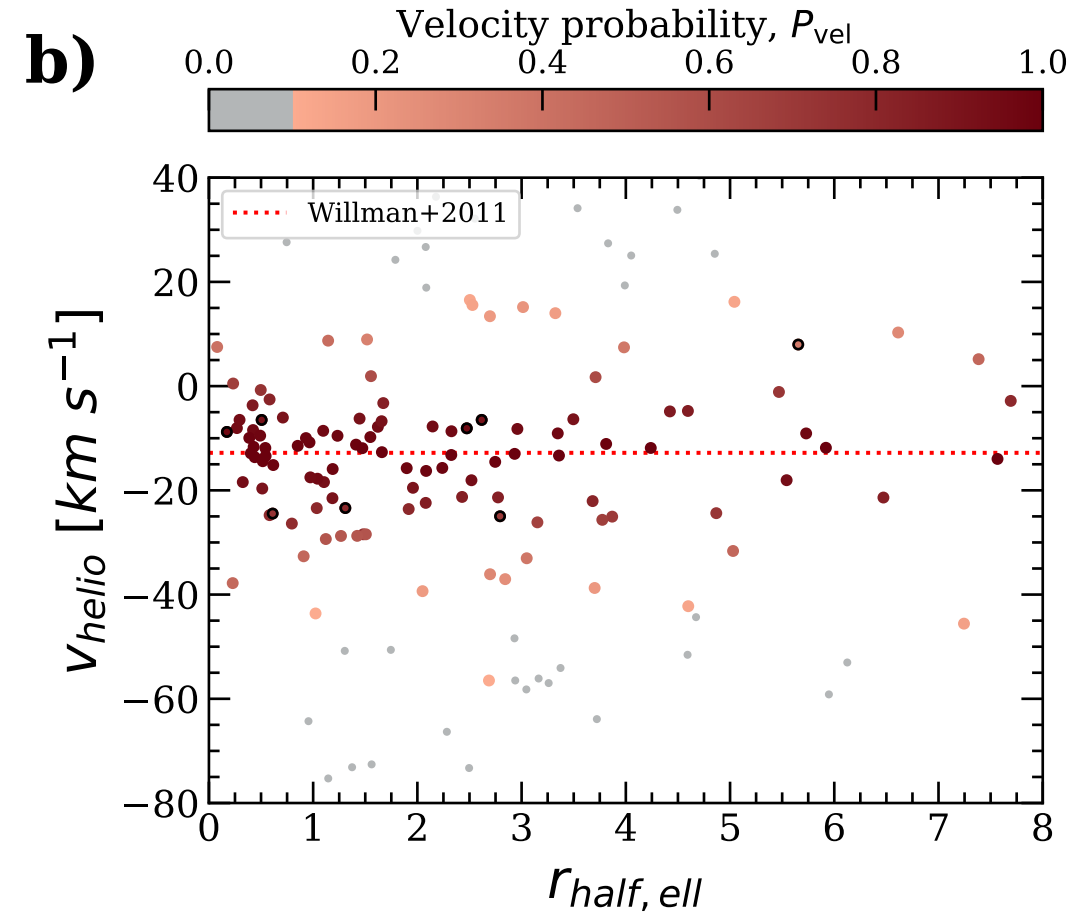 b)
Velocity probability, P_vel
0.0 0.2 0.4 0.6 0.8 1.0
Willman+2011
40
20
0
−20
−40
−60
−80
v_helio [km s^−1]
0 1 2 3 4 5 6 7 8
r_half, ell